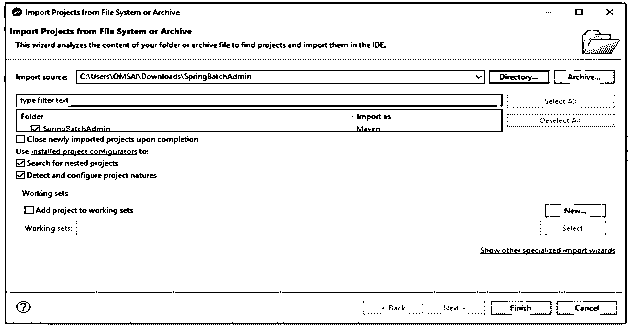 Import Projects from File System or Archive
Import Projects from File System or Archive
This wizard analyzes the content of your folder or archive file to find projects and import them in the IDE.
Import source: C:\Users\OMSAI\Downloads\SpringBatchAdmin Directory... Archive...
type filter text Select All
Folder Import as Deselect All
SpringBatchAdmin Maven
Close newly imported projects upon completion
Use installed project configurators to:
Search for nested projects
Detect and configure project natures
Working sets
Add project to working sets New...
Working sets: Select...
Show other specialized import wizards
? < Back Next > Finish Cancel